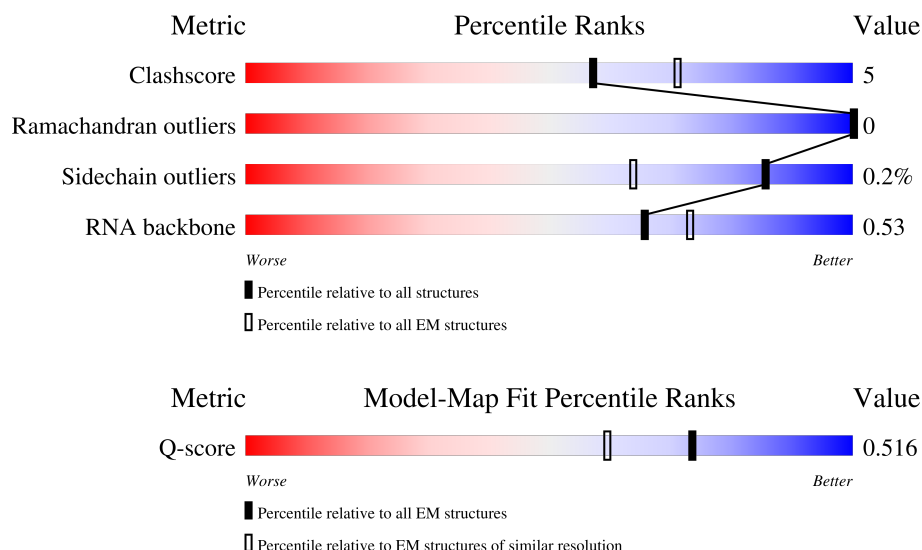 Metric Percentile Ranks Value
Clashscore 5
Ramachandran outliers 0
Sidechain outliers 0.2%
RNA backbone 0.53
Worse Better
Percentile relative to all structures
Percentile relative to all EM structures
Metric Model-Map Fit Percentile Ranks Value
Q-score 0.516
Worse Better
Percentile relative to all EM structures
Percentile relative to EM structures of similar resolution